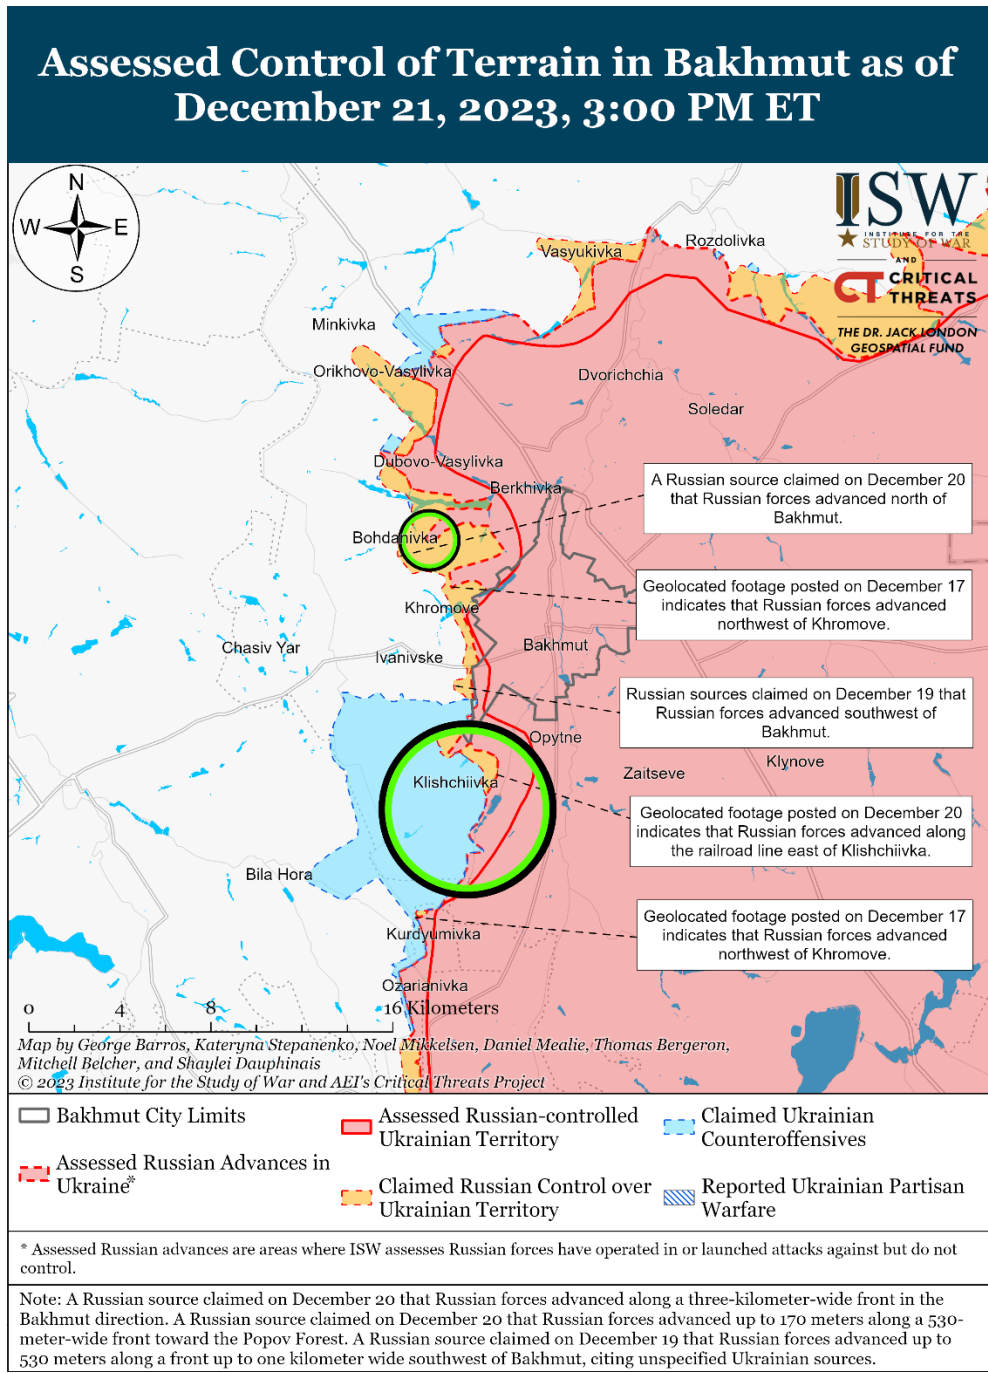 Assessed Control of Terrain in Bakhmut as of
December 21, 2023, 3:00 PM ET
N
W
E
S
ISW
INSTITUTE FOR THE
STUDY OF WAR
AND
CT CRITICAL
THREATS
THE DR. JACK LONDON
GEOSPATIAL FUND
Vasyukivka
Rozdolivka
Minkivka
Orikhovo-Vasylivka
Dvorichchia
Soledar
Dubovo-Vasylivka
Berkhivka
A Russian source claimed on December 20
that Russian forces advanced north of
Bakhmut.
Bohdanivka
Geolocated footage posted on December 17
indicates that Russian forces advanced
northwest of Khromove.
Khromove
Chasiv Yar
Ivanivske
Bakhmut
Russian sources claimed on December 19 that
Russian forces advanced southwest of
Bakhmut.
Opytne
Klynove
Zaitseve
Klishchiivka
Geolocated footage posted on December 20
indicates that Russian forces advanced along
the railroad line east of Klishchiivka.
Bila Hora
Geolocated footage posted on December 17
indicates that Russian forces advanced
northwest of Khromove.
Kurdyumivka
Ozarianivka
0 4 8 16 Kilometers
Map by George Barros, Kateryna Stepanenko, Noel Mikkelsen, Daniel Mealie, Thomas Bergeron,
Mitchell Belcher, and Shaylei Dauphinais
© 2023 Institute for the Study of War and AEI's Critical Threats Project
Bakhmut City Limits
Assessed Russian Advances in
Ukraine*
Assessed Russian-controlled
Ukrainian Territory
Claimed Russian Control over
Ukrainian Territory
Claimed Ukrainian
Counteroffensives
Reported Ukrainian Partisan
Warfare
* Assessed Russian advances are areas where ISW assesses Russian forces have operated in or launched attacks against but do not
control.
Note: A Russian source claimed on December 20 that Russian forces advanced along a three-kilometer-wide front in the
Bakhmut direction. A Russian source claimed on December 20 that Russian forces advanced up to 170 meters along a 530-
meter-wide front toward the Popov Forest. A Russian source claimed on December 19 that Russian forces advanced up to
530 meters along a front up to one kilometer wide southwest of Bakhmut, citing unspecified Ukrainian sources.